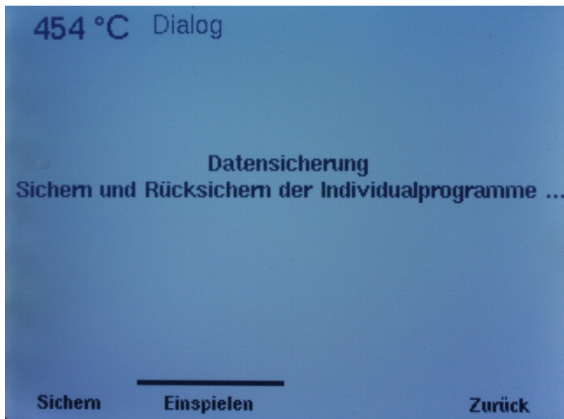 454 °C Dialog
Datensicherung
Sichern und Rücksichern der Individualprogramme ...
Sichern Einspielen Zurück